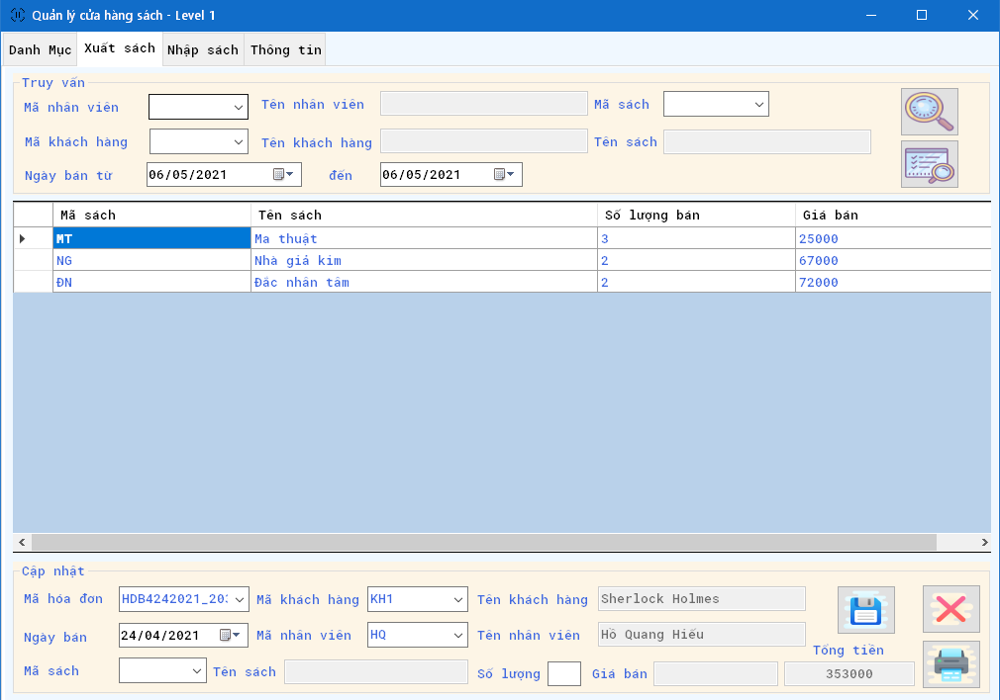 Quản lý cửa hàng sách - Level 1
Danh Mục Xuất sách Nhập sách Thông tin
Truy vấn
Mã nhân viên Tên nhân viên Mã sách
Mã khách hàng Tên khách hàng Tên sách
Ngày bán từ 06/05/2021 đến 06/05/2021
Mã sách Tên sách Số lượng bán Giá bán
MT Ma thuật 3 25000
NG Nhà giả kim 2 67000
ĐN Đắc nhân tâm 2 72000
Cập nhật
Mã hóa đơn HDB4242021_203 Mã khách hàng KH1 Tên khách hàng Sherlock Holmes
Ngày bán 24/04/2021 Mã nhân viên HQ Tên nhân viên Hồ Quang Hiếu
Tổng tiền
Mã sách Tên sách Số lượng Giá bán 353000